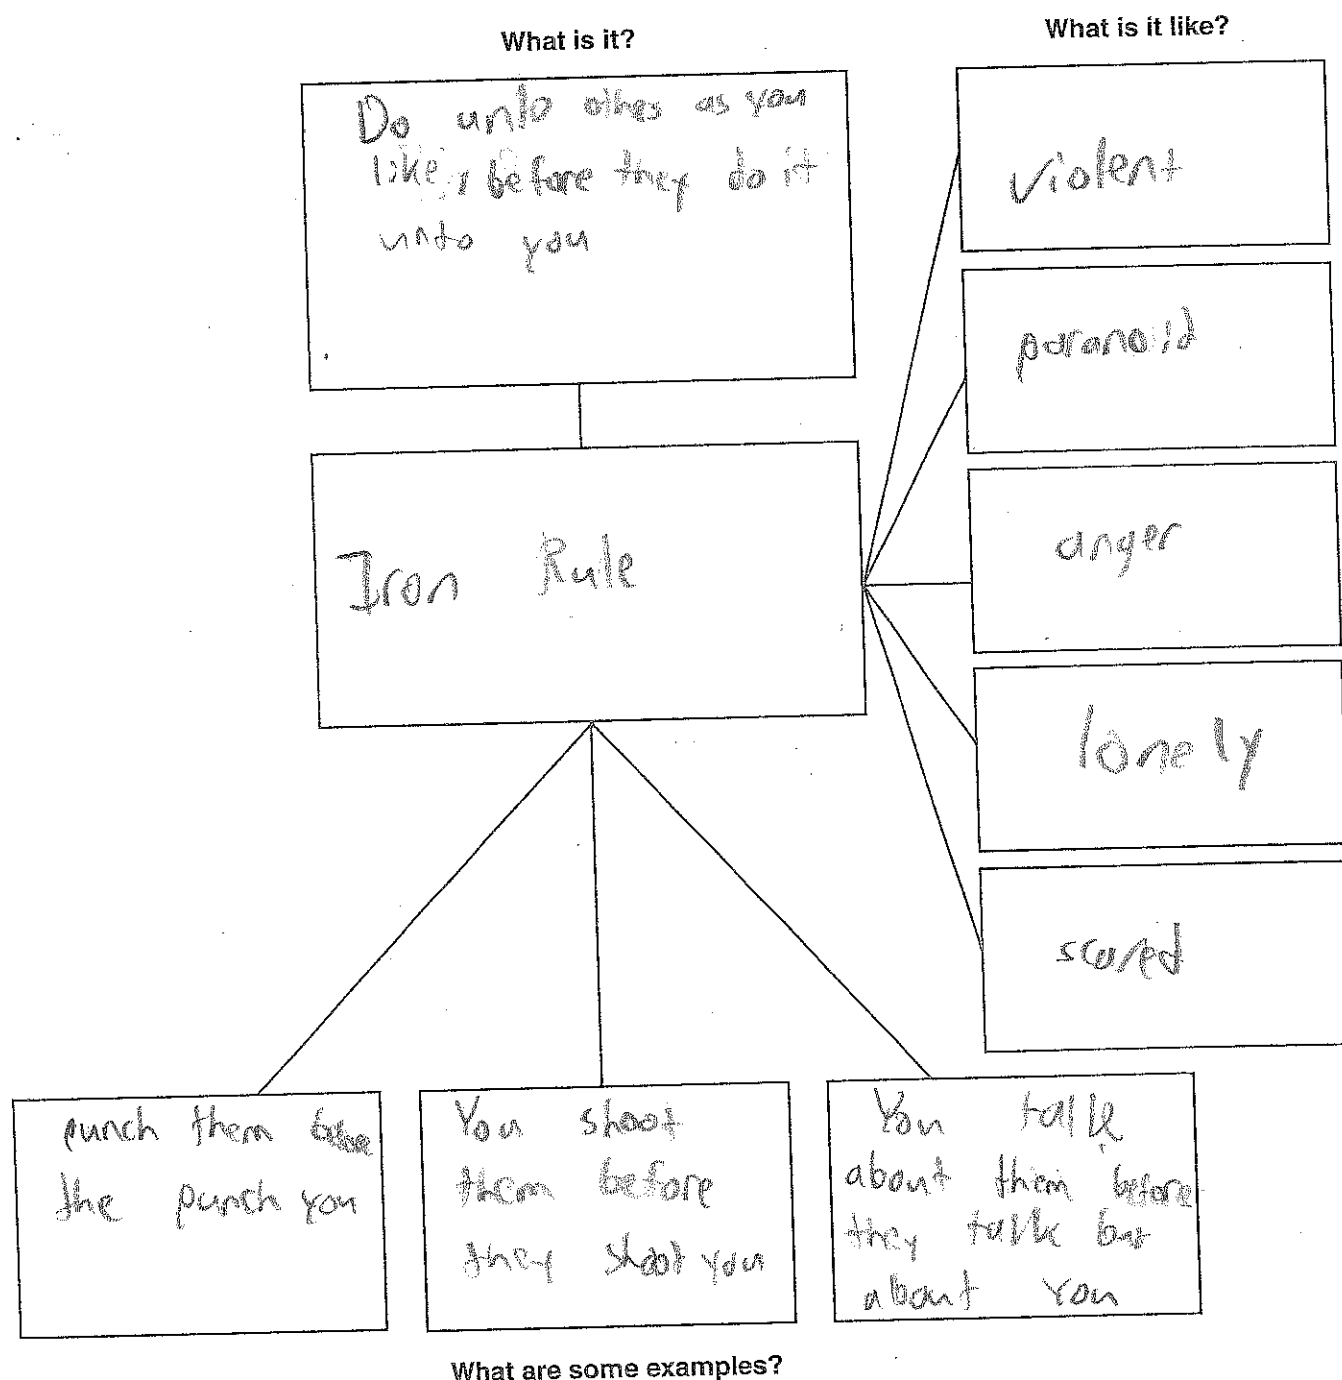 What is it?
Do unto othes as you
like, before they do it
unto you
What is it like?
violent
paranoid
anger
lonely
scared
Iron Rule
punch them before
the punch you
You shoot
them before
they shoot you
You talk
about them before
they talk
about you
What are some examples?